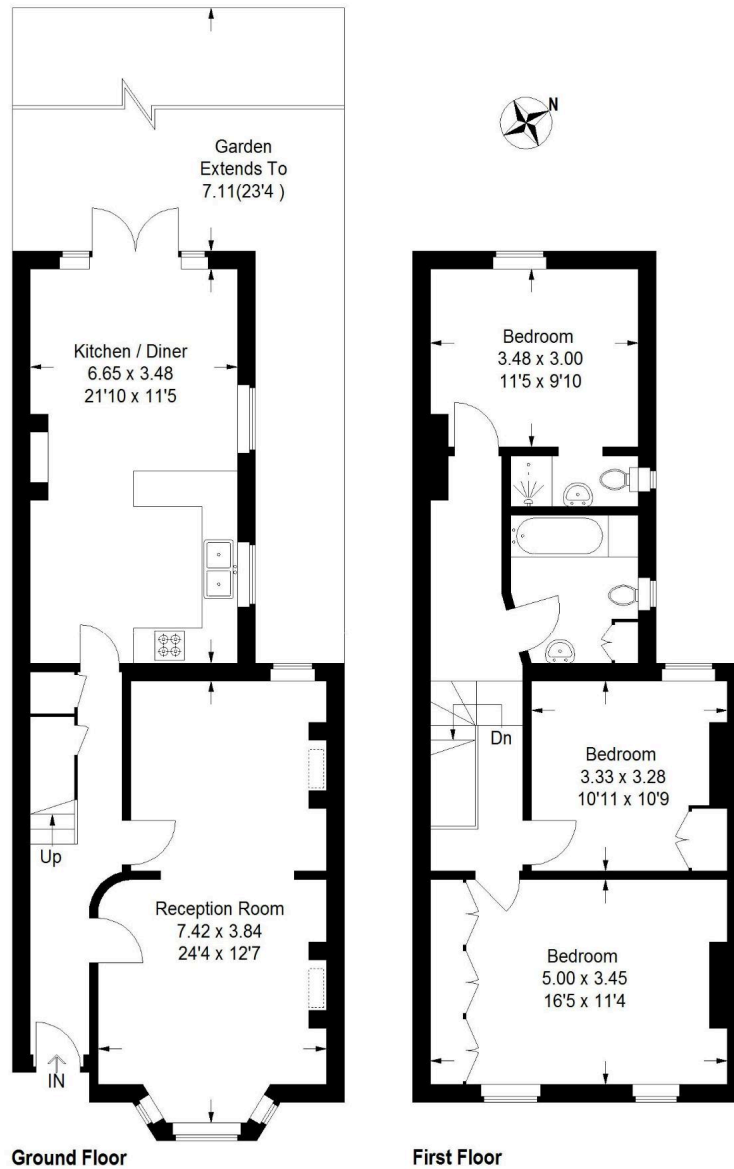 N
Garden
Extends To
7.11(23'4 )
Kitchen / Diner
6.65 x 3.48
21'10 x 11'5
Up
Reception Room
7.42 x 3.84
24'4 x 12'7
IN
Ground Floor
Bedroom
3.48 x 3.00
11'5 x 9'10
Dn
Bedroom
3.33 x 3.28
10'11 x 10'9
Bedroom
5.00 x 3.45
16'5 x 11'4
First Floor